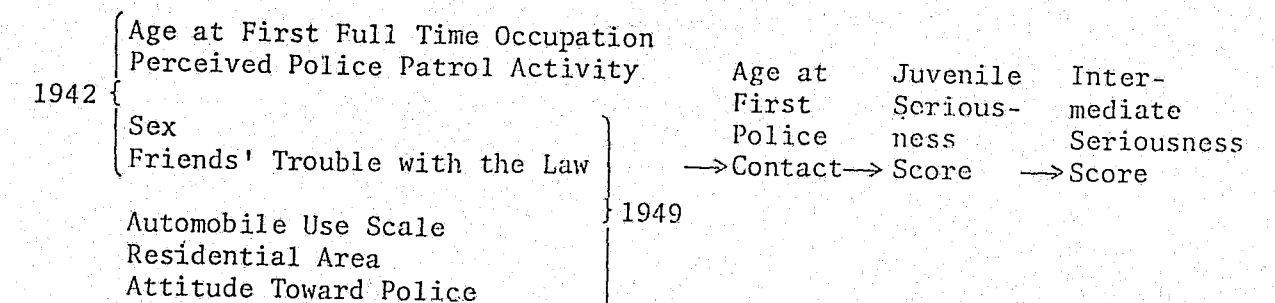 Age at First Full Time Occupation
Perceived Police Patrol Activity
1942 {
Sex
Friends' Trouble with the Law
Automobile Use Scale
Residential Area
Attitude Toward Police
} 1949
Age at
First
Police
—>Contact—>
Juvenile
Serious-
ness
Score
—>
Inter-
mediate
Seriousness
Score